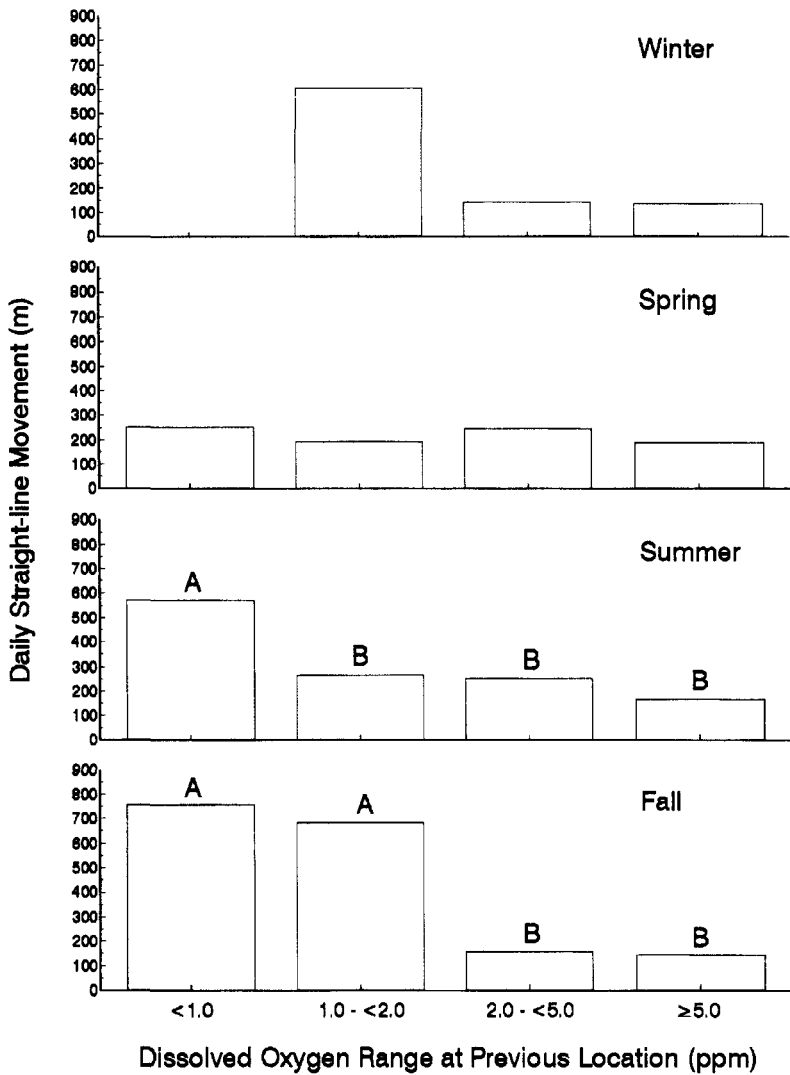 Daily Straight-line Movement (m)
Winter
900
800
700
600
500
400
300
200
100
0
Spring
900
800
700
600
500
400
300
200
100
0
Summer
900
800
700
600
500
400
300
200
100
0
A
B
B
B
Fall
900
800
700
600
500
400
300
200
100
0
A
A
B
B
<1.0 1.0 - <2.0 2.0 - <5.0 ≥5.0
Dissolved Oxygen Range at Previous Location (ppm)